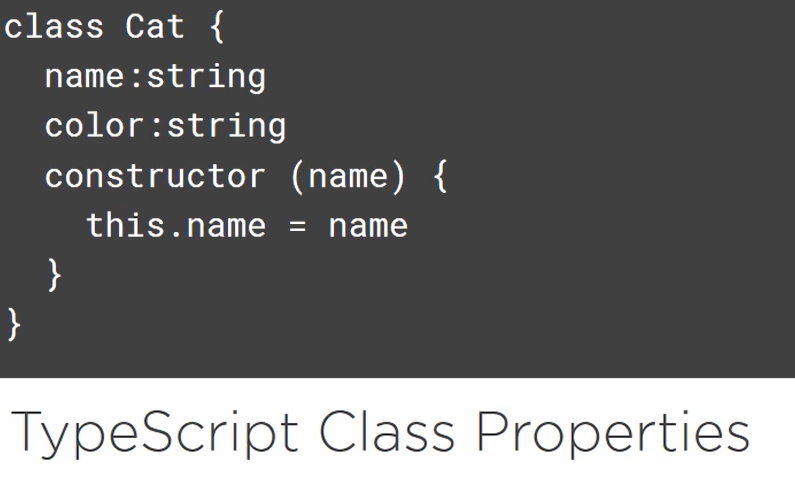 class Cat {
  name:string
  color:string
  constructor (name) {
    this.name = name
  }
}
TypeScript Class Properties